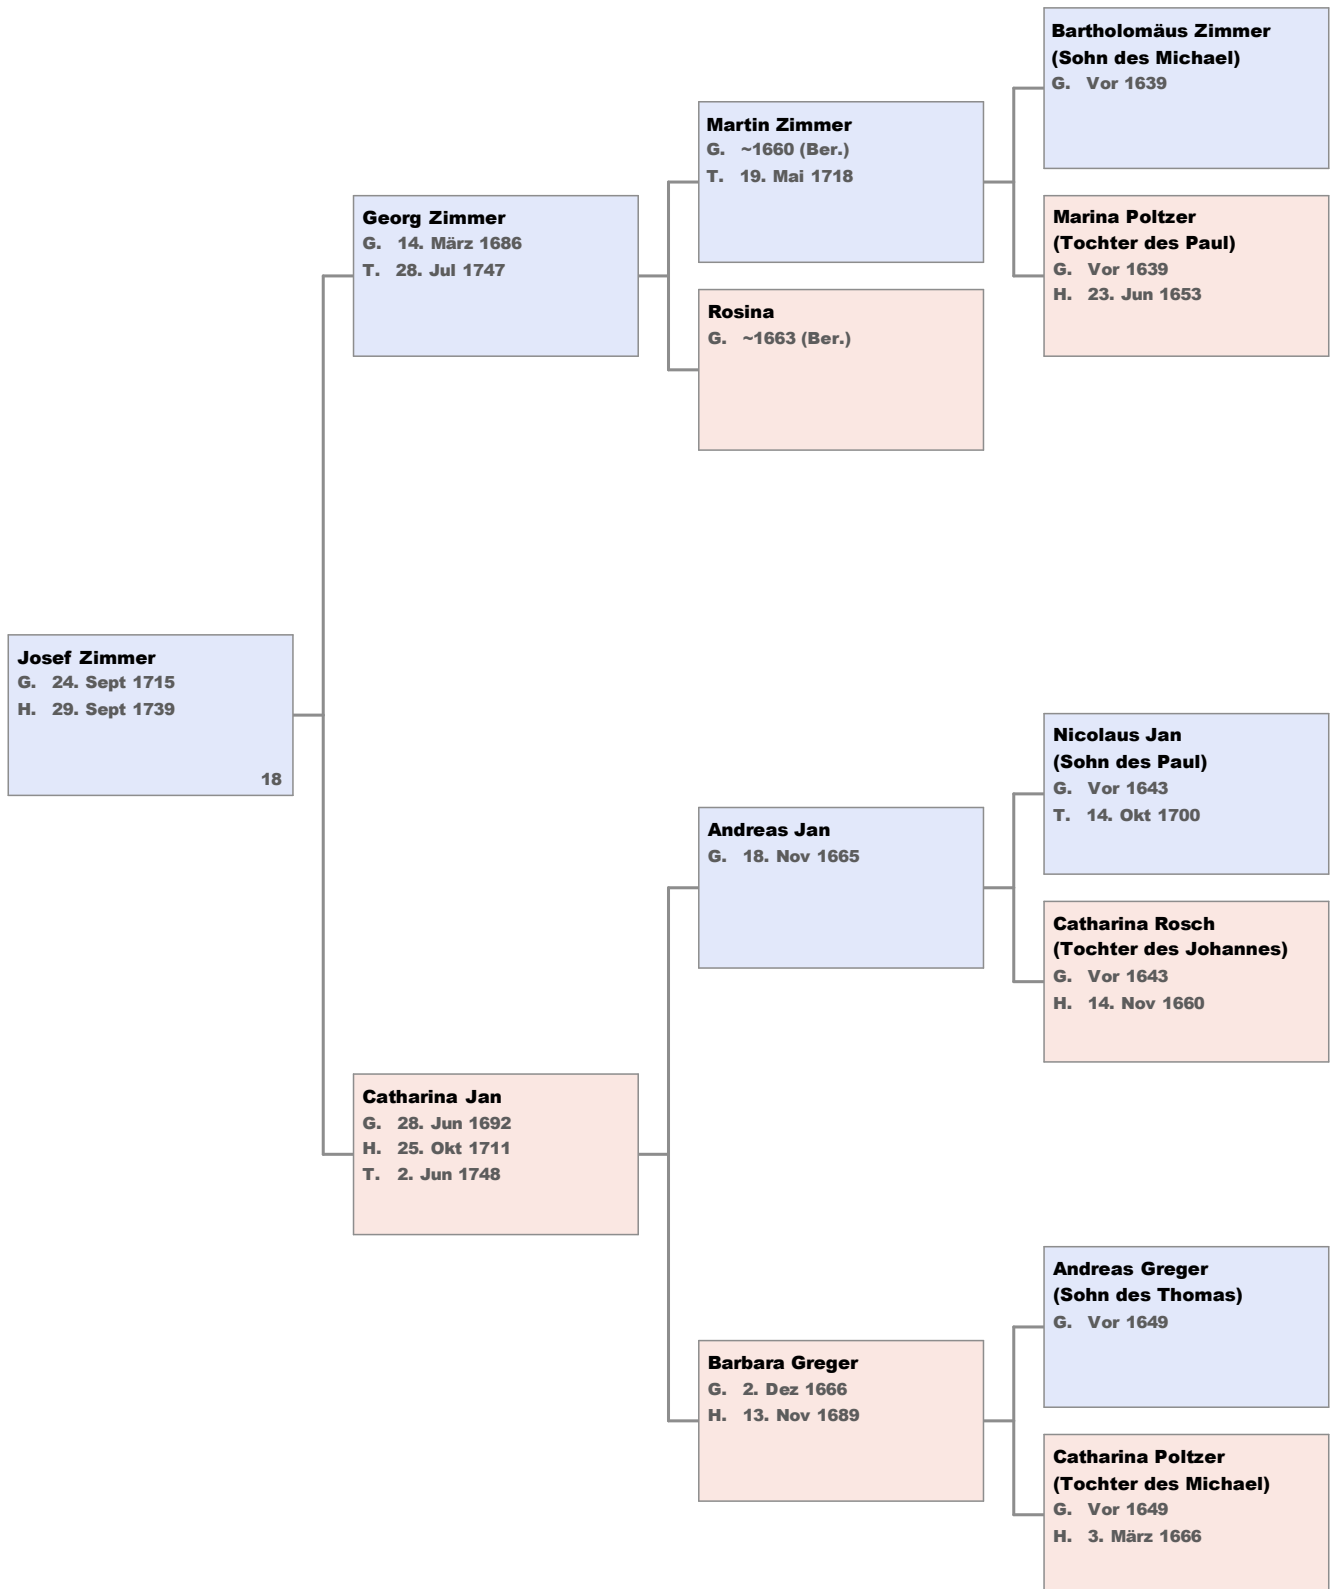 Bartholomäus Zimmer
(Sohn des Michael)
G. Vor 1639
Martin Zimmer
G. ~1660 (Ber.)
T. 19. Mai 1718
Marina Poltzer
(Tochter des Paul)
G. Vor 1639
H. 23. Jun 1653
Georg Zimmer
G. 14. März 1686
T. 28. Jul 1747
Rosina
G. ~1663 (Ber.)
Josef Zimmer
G. 24. Sept 1715
H. 29. Sept 1739
18
Nicolaus Jan
(Sohn des Paul)
G. Vor 1643
T. 14. Okt 1700
Andreas Jan
G. 18. Nov 1665
Catharina Rosch
(Tochter des Johannes)
G. Vor 1643
H. 14. Nov 1660
Catharina Jan
G. 28. Jun 1692
H. 25. Okt 1711
T. 2. Jun 1748
Andreas Greger
(Sohn des Thomas)
G. Vor 1649
Barbara Greger
G. 2. Dez 1666
H. 13. Nov 1689
Catharina Poltzer
(Tochter des Michael)
G. Vor 1649
H. 3. März 1666